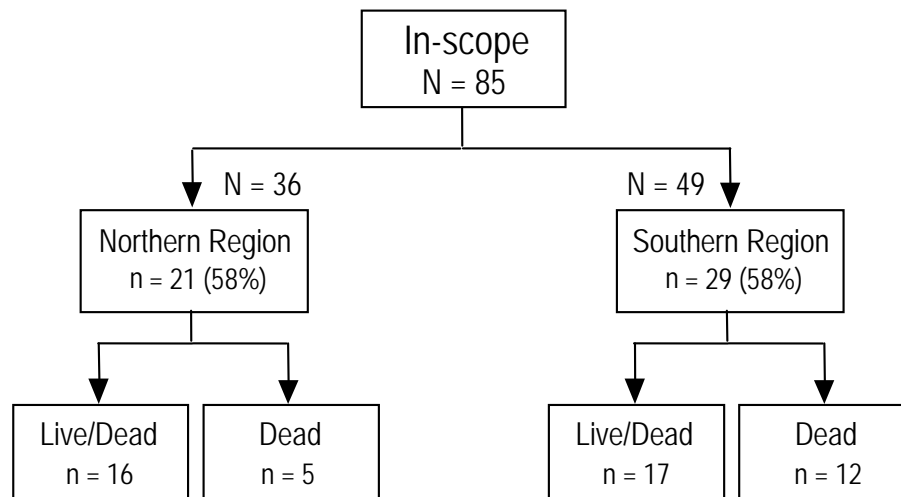 In-scope
N = 85
N = 36
N = 49
Northern Region
n = 21 (58%)
Southern Region
n = 29 (58%)
Live/Dead
n = 16
Dead
n = 5
Live/Dead
n = 17
Dead
n = 12